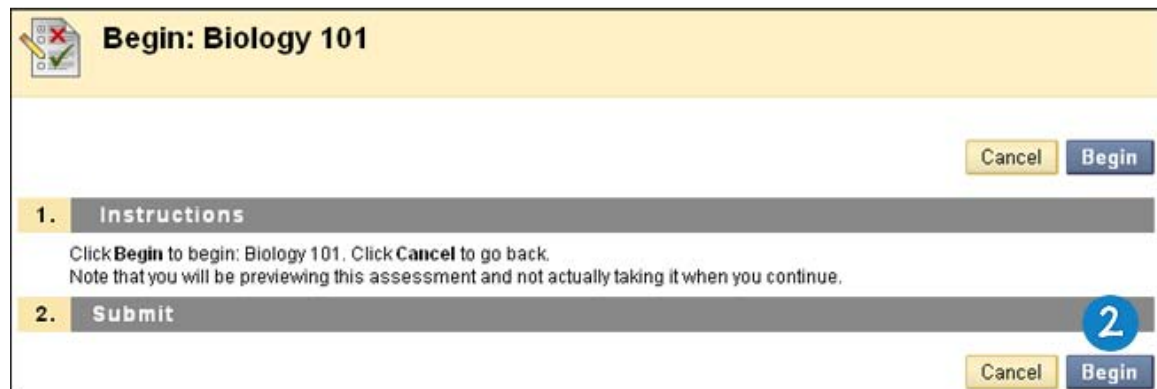 Begin: Biology 101
Cancel Begin
1. Instructions
Click Begin to begin: Biology 101. Click Cancel to go back.
Note that you will be previewing this assessment and not actually taking it when you continue.
2. Submit
2
Cancel Begin